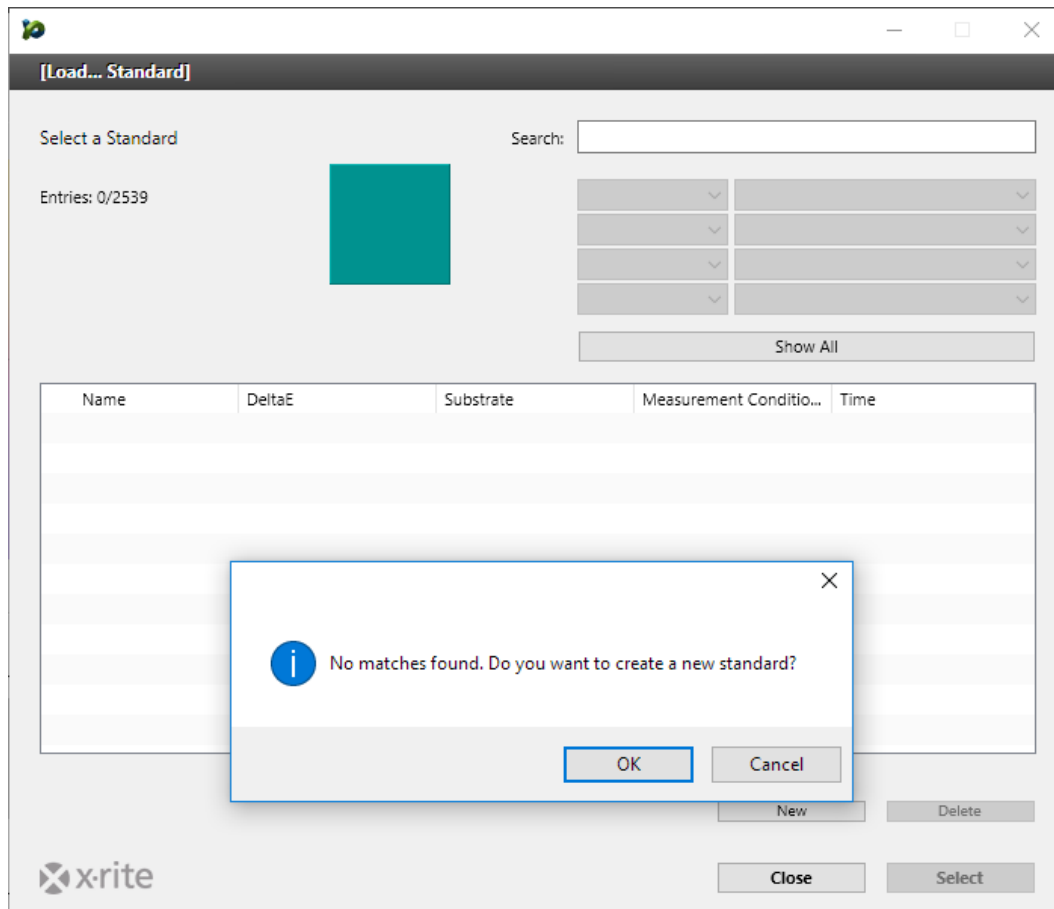 [Load... Standard]
Select a Standard
Search:
Entries: 0/2539
Show All
Name DeltaE Substrate Measurement Conditio... Time
No matches found. Do you want to create a new standard?
OK Cancel
New Delete
x·rite
Close Select